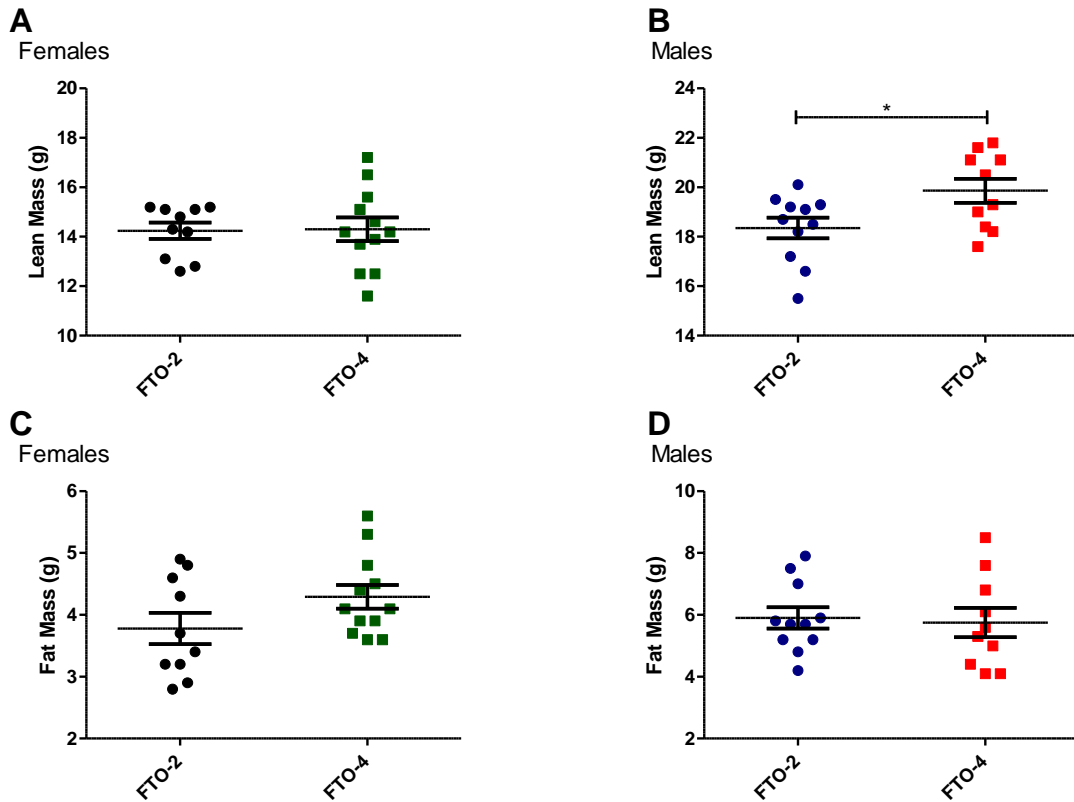 A
Females
Lean Mass (g)
20
18
16
14
12
10
FTO-2
FTO-4
B
Males
Lean Mass (g)
24
22
20
18
16
14
*
FTO-2
FTO-4
C
Females
Fat Mass (g)
6
5
4
3
2
FTO-2
FTO-4
D
Males
Fat Mass (g)
10
8
6
4
2
FTO-2
FTO-4